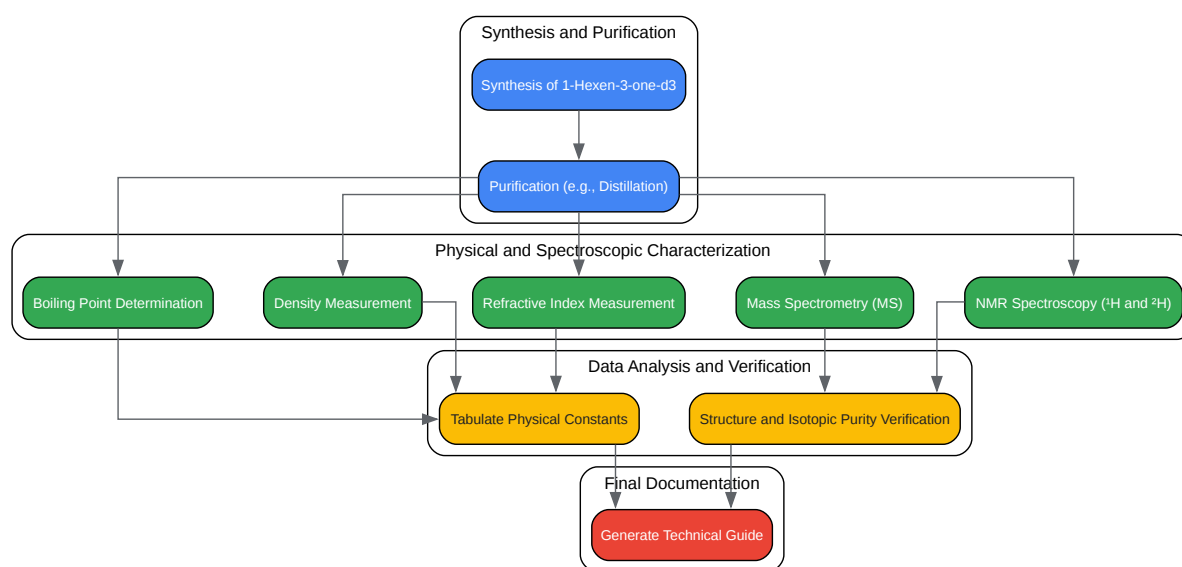 Synthesis and Purification
Synthesis of 1-Hexen-3-one-d3
Purification (e.g., Distillation)
Physical and Spectroscopic Characterization
Boiling Point Determination
Density Measurement
Refractive Index Measurement
Mass Spectrometry (MS)
NMR Spectroscopy (¹H and ²H)
Data Analysis and Verification
Tabulate Physical Constants
Structure and Isotopic Purity Verification
Final Documentation
Generate Technical Guide